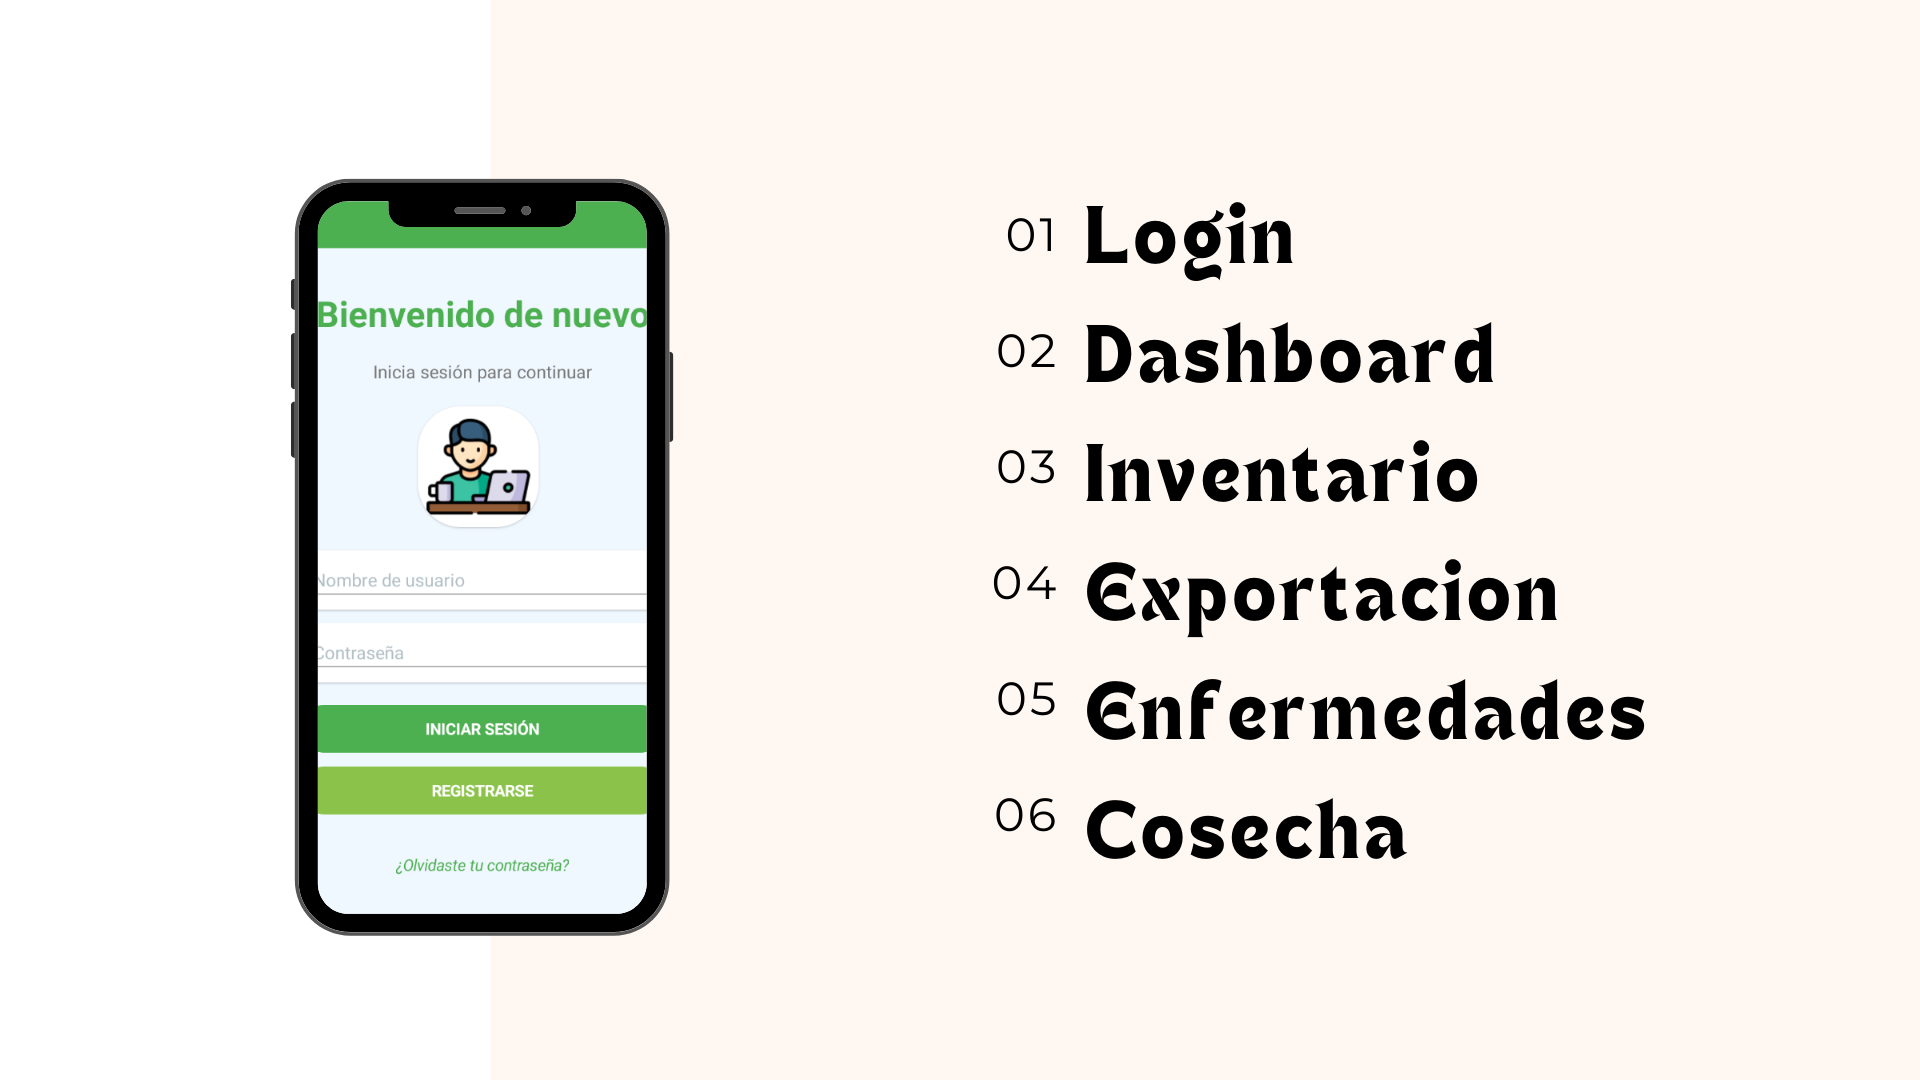 Bienvenido de nuevo
Inicia sesión para continuar
Nombre de usuario
Contraseña
INICIAR SESIÓN
REGISTRARSE
¿Olvidaste tu contraseña?
01 Login
02 Dashboard
03 Inventario
04 Exportacion
05 Enfermedades
06 Cosecha